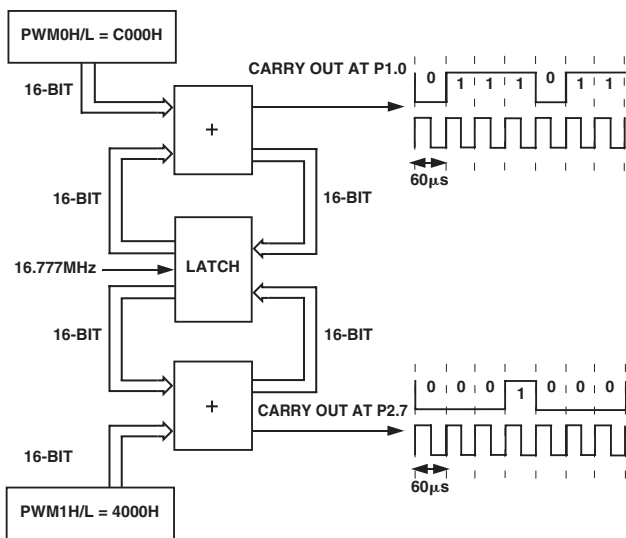 PWM0H/L = C000H
16-BIT
CARRY OUT AT P1.0
0 1 1 1 0 1 1
+
60μs
16-BIT
16-BIT
16.777MHz
LATCH
16-BIT
16-BIT
0 0 0 1 0 0 0
+
CARRY OUT AT P2.7
16-BIT
60μs
PWM1H/L = 4000H